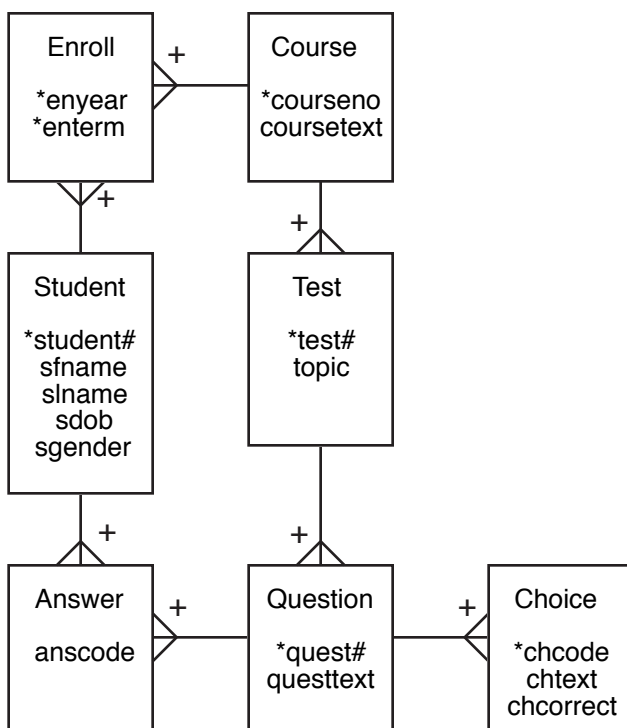 Enroll
*enyear
*enterm
+
Course
*courseno
coursetext
+
+
Student
*student#
sfname
slname
sdob
sgender
Test
*test#
topic
+
+
Answer
anscode
+
Question
*quest#
questtext
+
Choice
*chcode
chtext
chcorrect